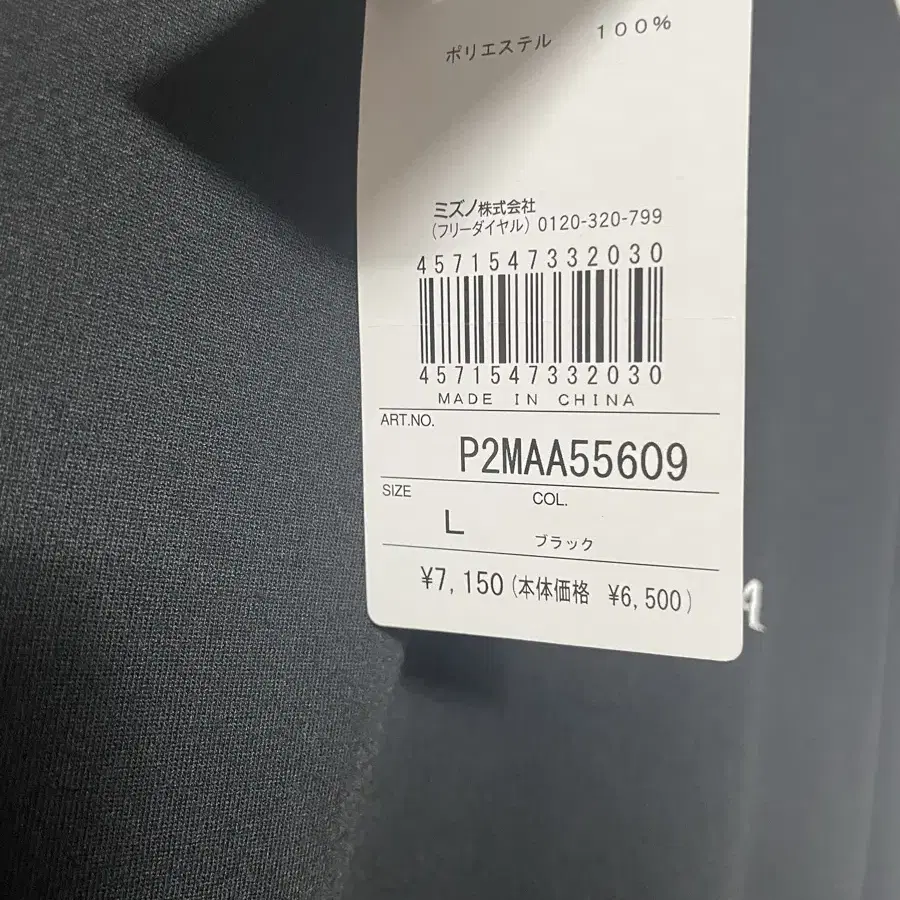 ポリエステル 100%
ミズノ株式会社
(フリーダイヤル) 0120-320-799
4571547332030
4571547332030
MADE IN CHINA
ART.NO.
P2MAA55609
SIZE COL.
L ブラック
¥7,150(本体価格 ¥6,500)